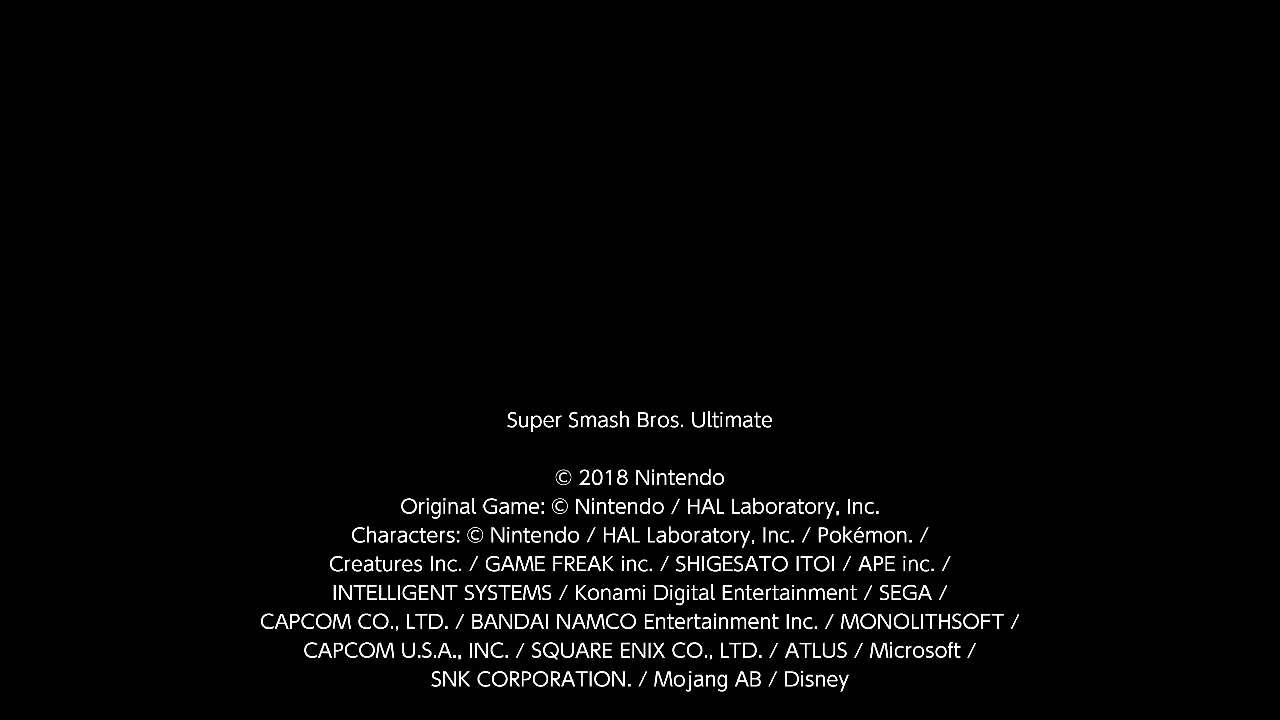 Super Smash Bros. Ultimate
© 2018 Nintendo
Original Game: © Nintendo / HAL Laboratory, Inc.
Characters: © Nintendo / HAL Laboratory, Inc. / Pokémon. /
Creatures Inc. / GAME FREAK inc. / SHIGESATO ITOI / APE inc. /
INTELLIGENT SYSTEMS / Konami Digital Entertainment / SEGA /
CAPCOM CO., LTD. / BANDAI NAMCO Entertainment Inc. / MONOLITHSOFT /
CAPCOM U.S.A., INC. / SQUARE ENIX CO., LTD. / ATLUS / Microsoft /
SNK CORPORATION. / Mojang AB / Disney